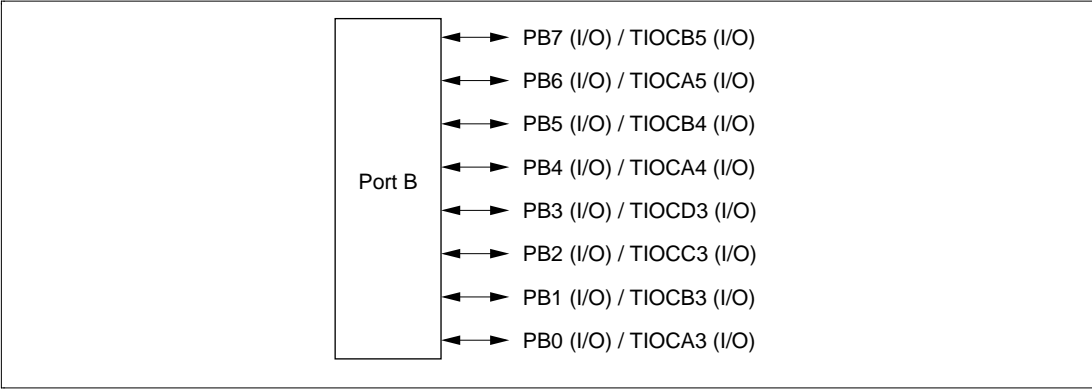 PB7 (I/O) / TIOCB5 (I/O)
PB6 (I/O) / TIOCA5 (I/O)
PB5 (I/O) / TIOCB4 (I/O)
PB4 (I/O) / TIOCA4 (I/O)
Port B
PB3 (I/O) / TIOCD3 (I/O)
PB2 (I/O) / TIOCC3 (I/O)
PB1 (I/O) / TIOCB3 (I/O)
PB0 (I/O) / TIOCA3 (I/O)